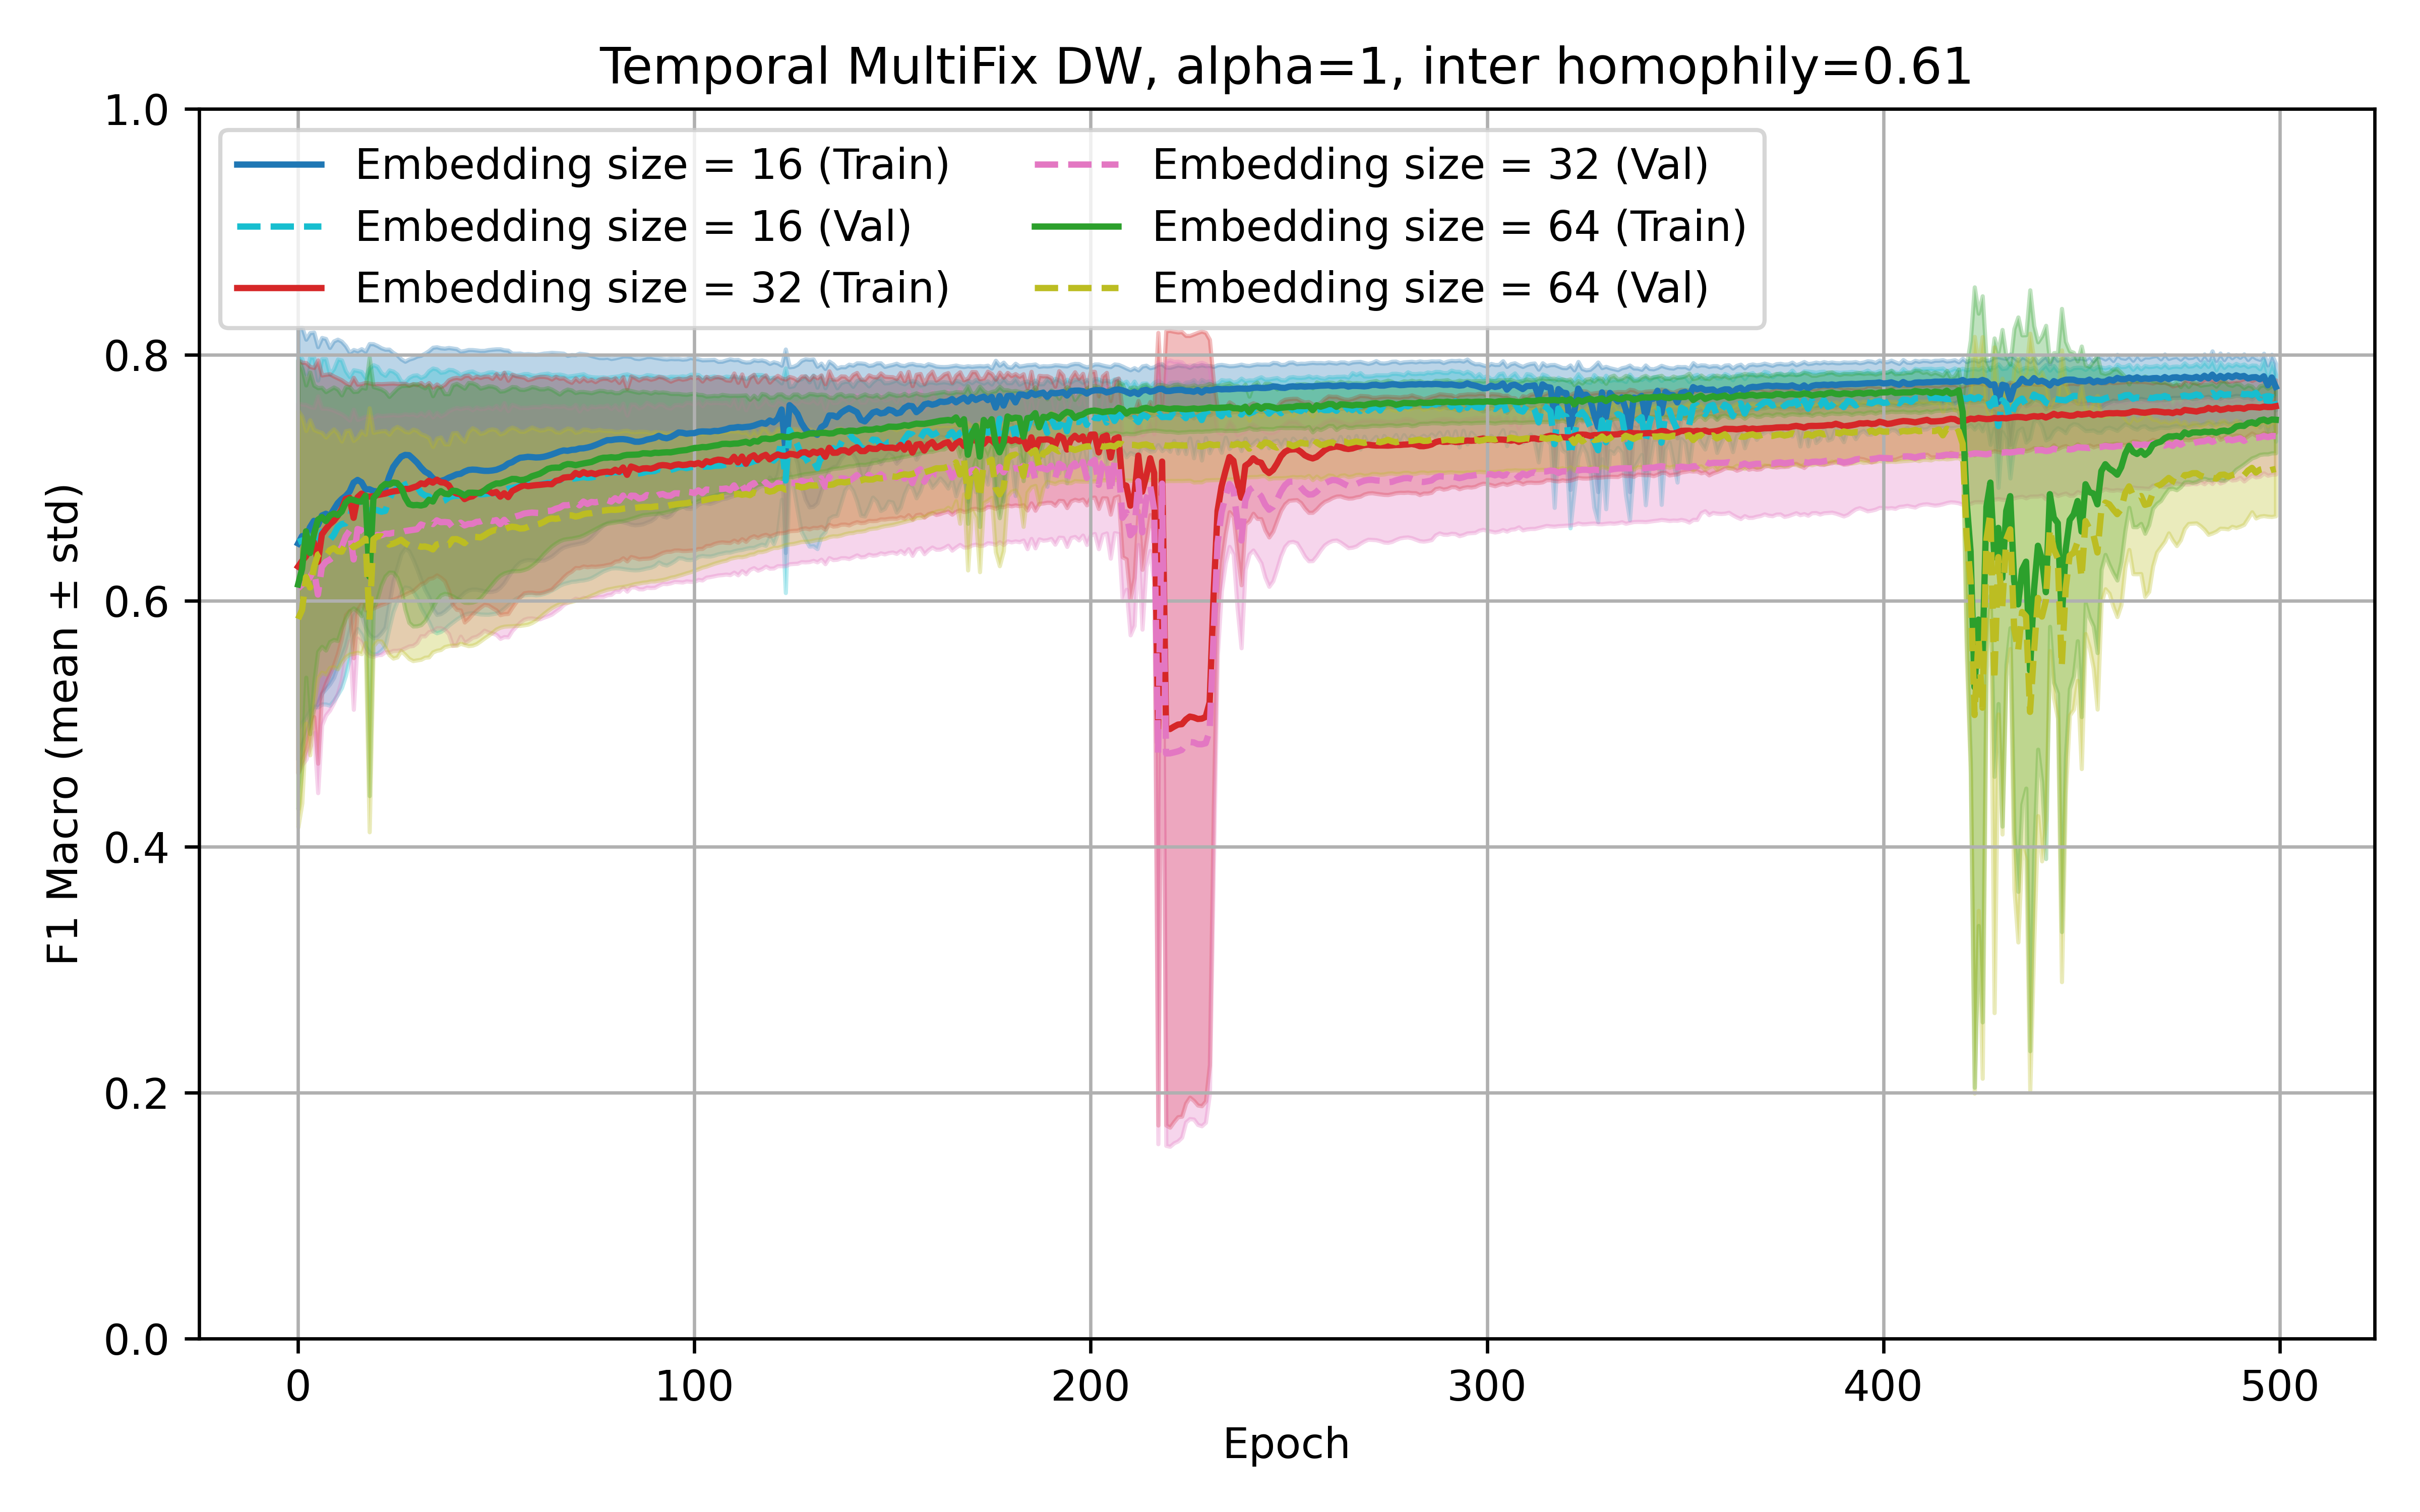 Temporal MultiFix DW, alpha=1, inter homophily=0.61
Embedding size = 16 (Train)
Embedding size = 16 (Val)
Embedding size = 32 (Train)
Embedding size = 32 (Val)
Embedding size = 64 (Train)
Embedding size = 64 (Val)
F1 Macro (mean ± std)
1.0
0.8
0.6
0.4
0.2
0.0
0
100
200
300
400
500
Epoch